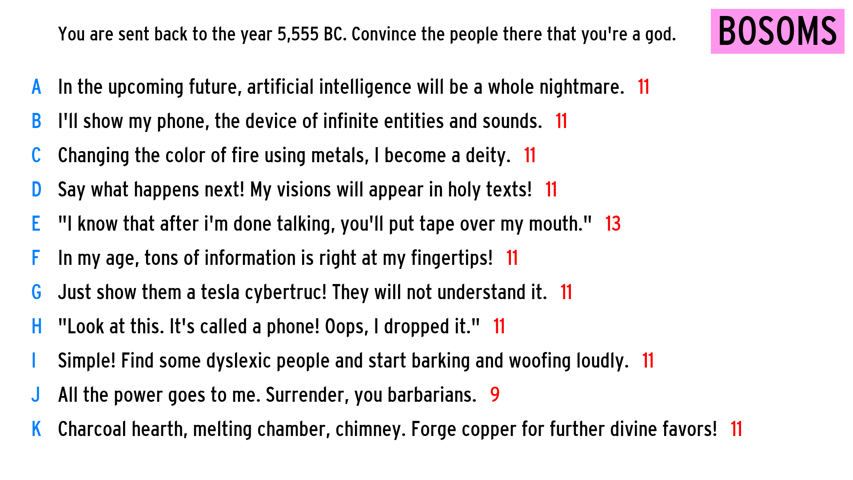 You are sent back to the year 5,555 BC. Convince the people there that you're a god. BOSOMS
A In the upcoming future, artificial intelligence will be a whole nightmare. 11
B I'll show my phone, the device of infinite entities and sounds. 11
C Changing the color of fire using metals, I become a deity. 11
D Say what happens next! My visions will appear in holy texts! 11
E "I know that after i'm done talking, you'll put tape over my mouth." 13
F In my age, tons of information is right at my fingertips! 11
G Just show them a tesla cybertruc! They will not understand it. 11
H "Look at this. It's called a phone! Oops, I dropped it." 11
I Simple! Find some dyslexic people and start barking and woofing loudly. 11
J All the power goes to me. Surrender, you barbarians. 9
K Charcoal hearth, melting chamber, chimney. Forge copper for further divine favors! 11